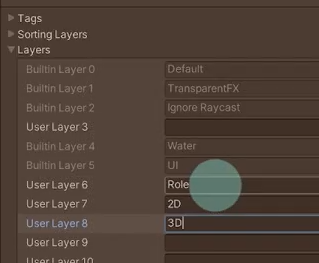 Tags
Sorting Layers
Layers
Builtin Layer 0 Default
Builtin Layer 1 TransparentFX
Builtin Layer 2 Ignore Raycast
User Layer 3
Builtin Layer 4 Water
Builtin Layer 5 UI
User Layer 6 Role
User Layer 7 2D
User Layer 8 3D
User Layer 9
User Layer 10